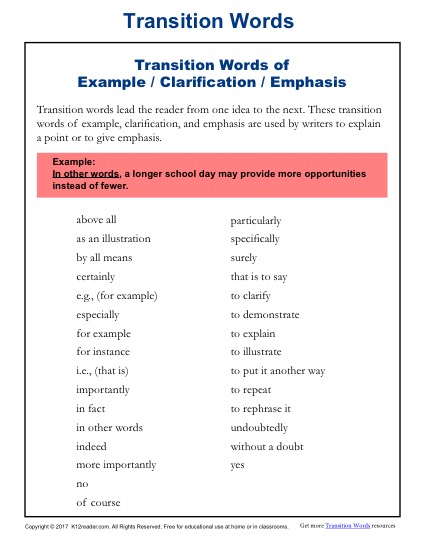 Transition Words
Transition Words of
Example / Clarification / Emphasis
Transition words lead the reader from one idea to the next. These transition
words of example, clarification, and emphasis are used by writers to explain
a point or to give emphasis.
Example:
In other words, a longer school day may provide more opportunities
instead of fewer.
above all
as an illustration
by all means
certainly
e.g., (for example)
especially
for example
for instance
i.e., (that is)
importantly
in fact
in other words
indeed
more importantly
no
of course
particularly
specifically
surely
that is to say
to clarify
to demonstrate
to explain
to illustrate
to put it another way
to repeat
to rephrase it
undoubtedly
without a doubt
yes
Copyright © 2017 K12reader.com. All Rights Reserved. Free for educational use at home or in classrooms.
Get more Transition Words resources